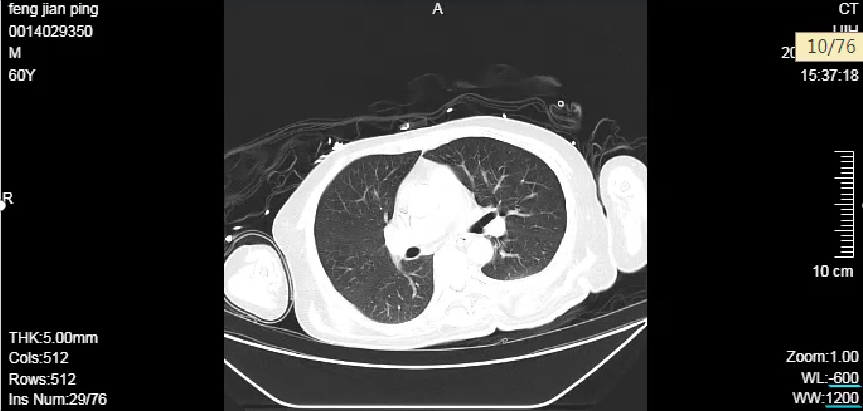 feng jian ping
0014029350
M
60Y
A
CT
10/76
15:37:18
R
10 cm
THK:5.00mm
Cols:512
Rows:512
Ins Num:29/76
Zoom:1.00
WL:-600
WW:1200